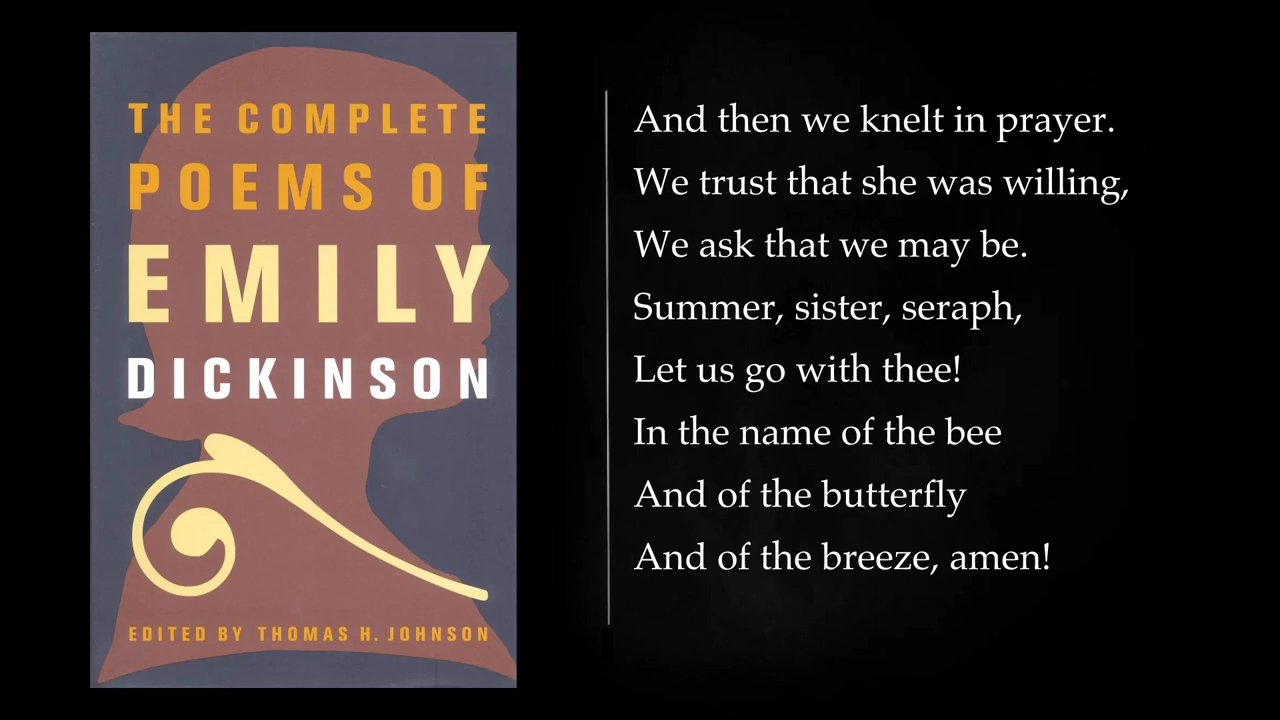 THE COMPLETE
POEMS OF
EMILY
DICKINSON
EDITED BY THOMAS H. JOHNSON
And then we knelt in prayer.
We trust that she was willing,
We ask that we may be.
Summer, sister, seraph,
Let us go with thee!
In the name of the bee
And of the butterfly
And of the breeze, amen!